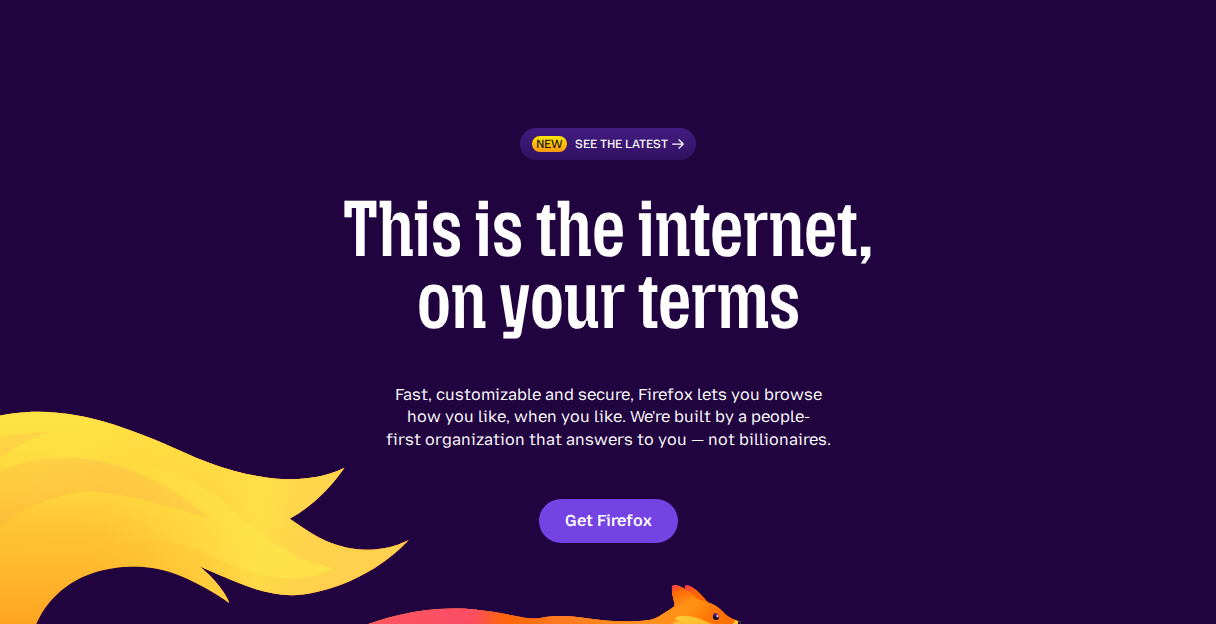 NEW SEE THE LATEST →
This is the internet,
on your terms
Fast, customizable and secure, Firefox lets you browse
how you like, when you like. We're built by a people-
first organization that answers to you — not billionaires.
Get Firefox